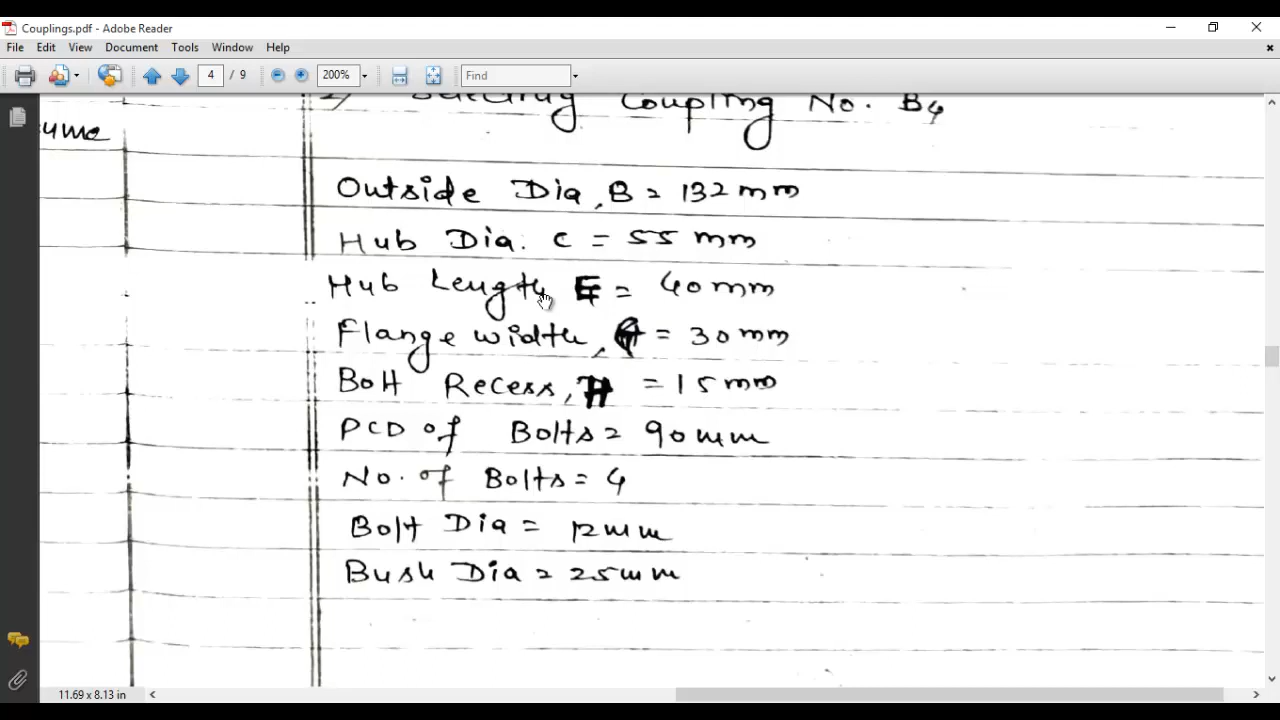 Couplings.pdf - Adobe Reader
File Edit View Document Tools Window Help
4 / 9 200% Find
Coupling No. B4
Outside Dia, B = 132 mm
Hub Dia. C = 55 mm
Hub Length E = 40 mm
Flange width, = 30 mm
Bolt Recess, H = 15 mm
PCD of Bolts = 90 mm
No. of Bolts = 4
Bolt Dia = 12 mm
Bush Dia = 25 mm
11.69 x 8.13 in